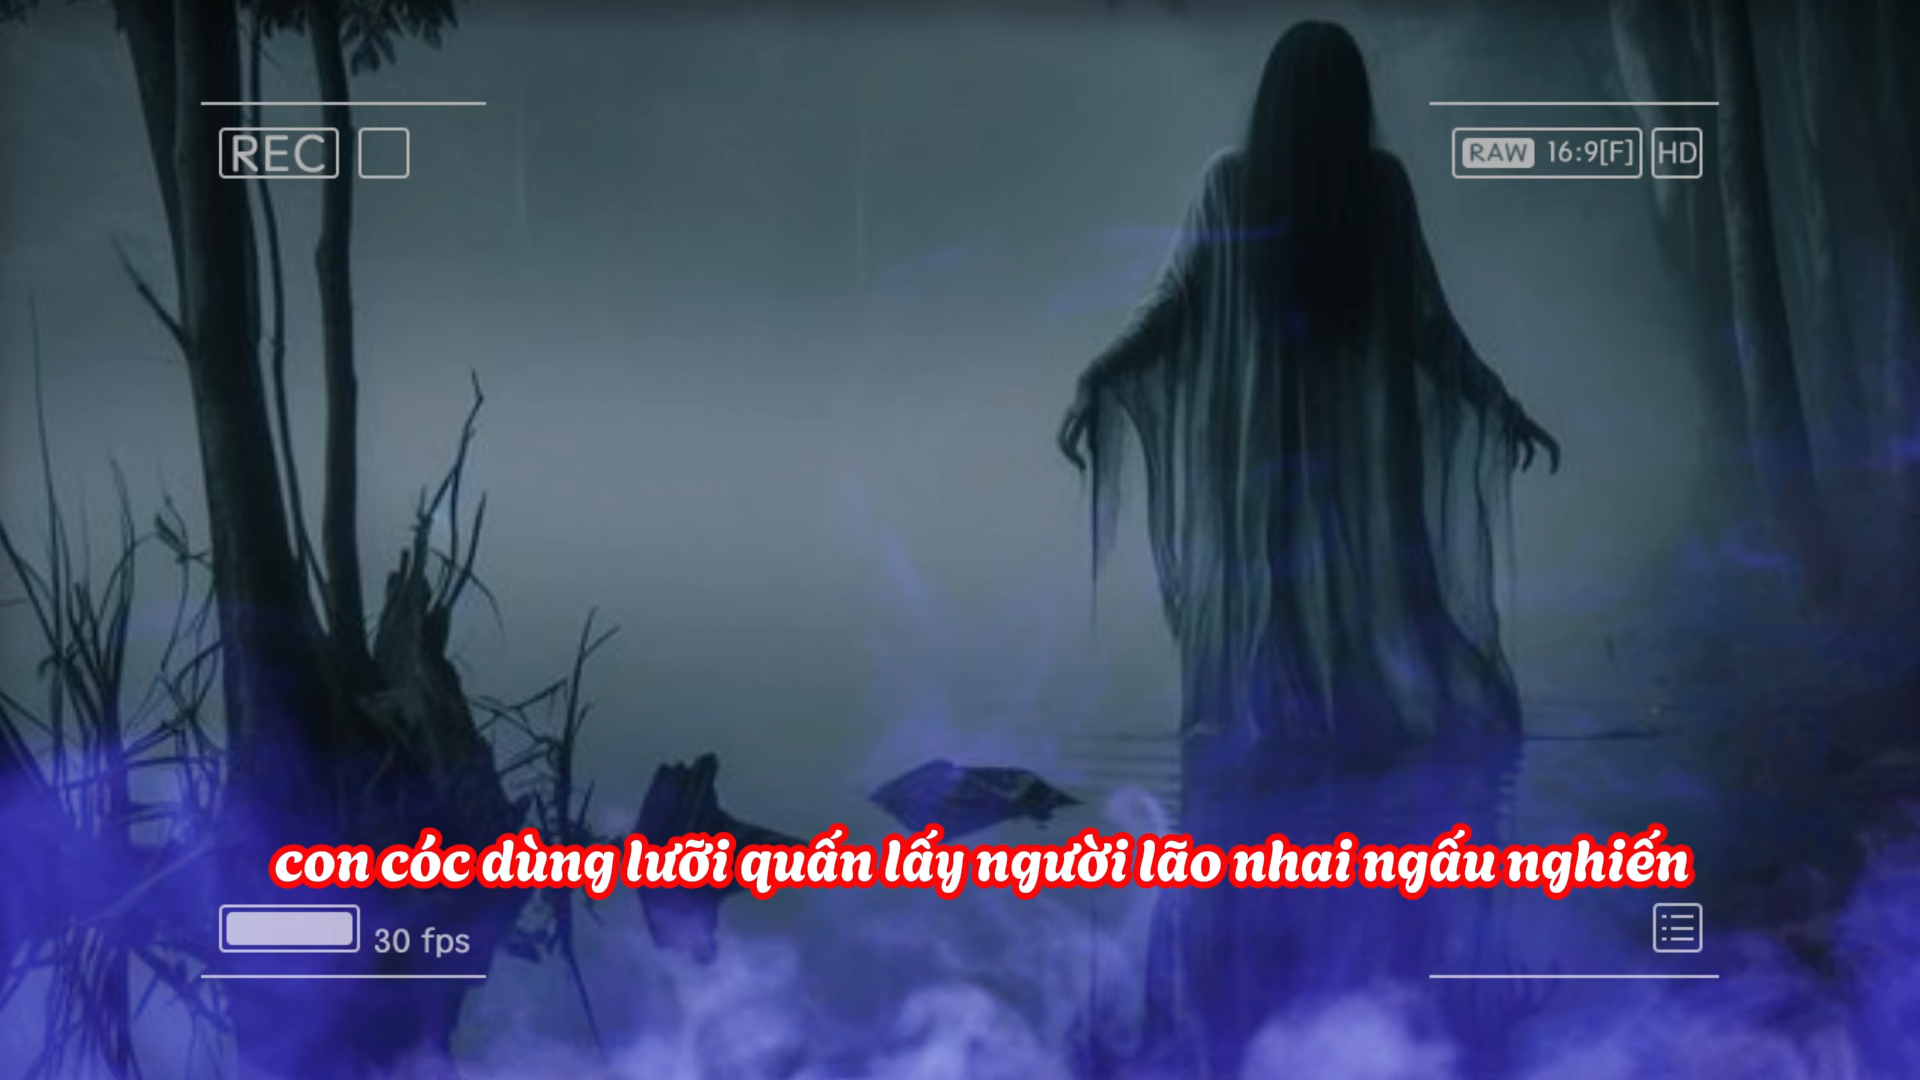 REC
RAW 16:9[F] HD
con cóc dùng lưỡi quấn lấy người lão nhai ngấu nghiến
30 fps